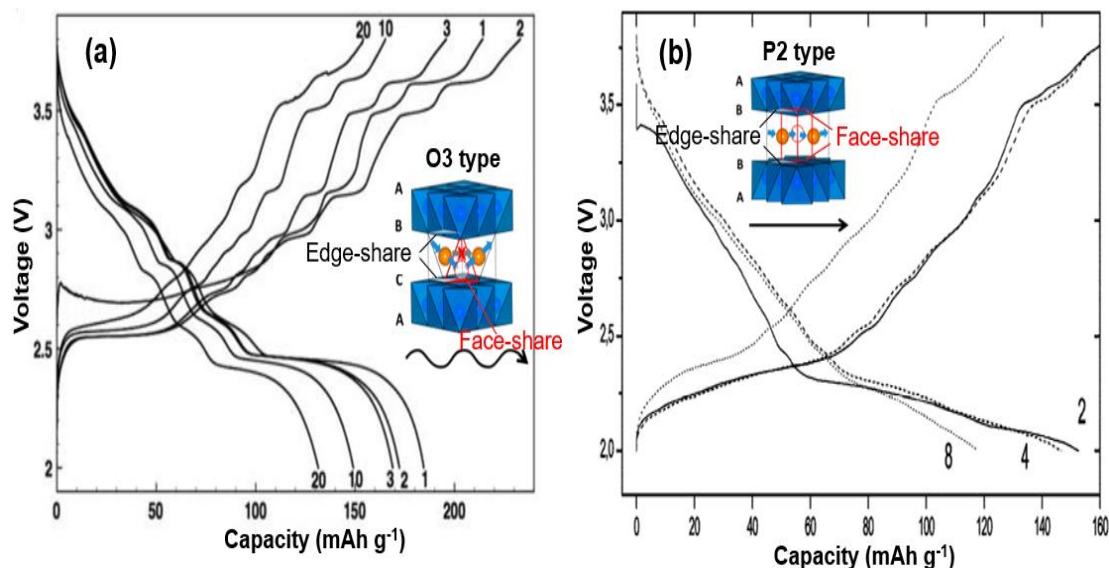 (a)
20 10 3 1 2
3.5
3
2.5
2
Voltage (V)
O3 type
A
B
Edge-share
C
A
Face-share
20 10 3 2 1
0 50 100 150 200
Capacity (mAh g-1)
(b)
P2 type
A
B
Edge-share
Face-share
B
A
3,5
3,0
2,5
2,0
Voltage (V)
8 4 2
0 20 40 60 80 100 120 140 160
Capacity (mAh g-1)